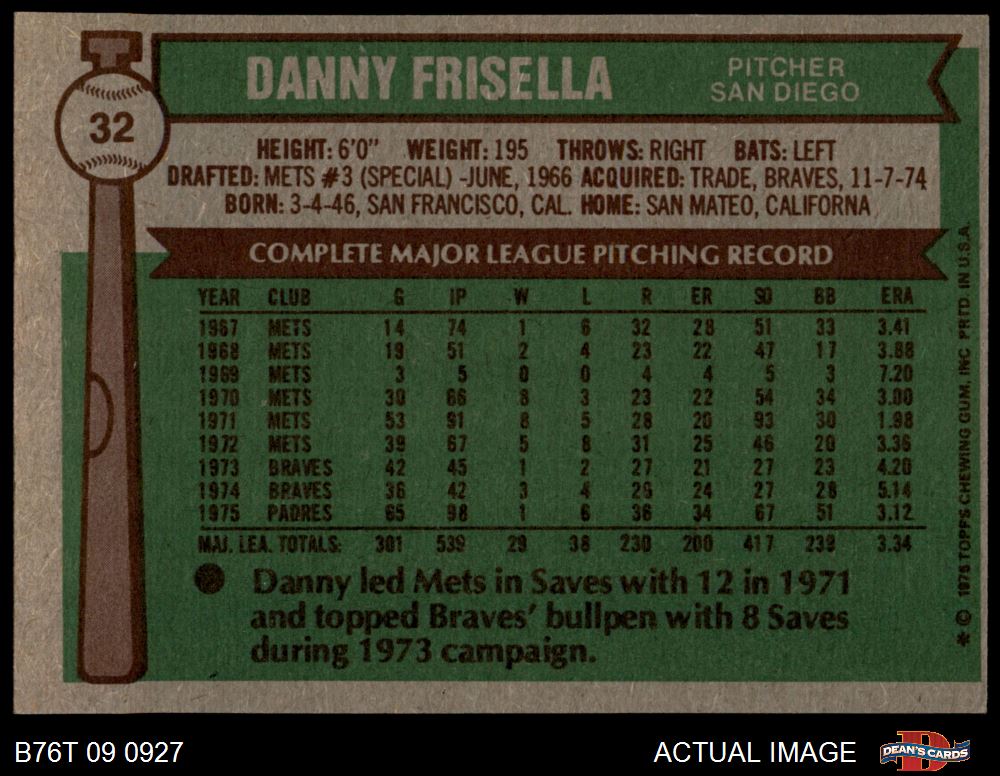 32
DANNY FRISELLA
PITCHER
SAN DIEGO
HEIGHT: 6'0" WEIGHT: 195 THROWS: RIGHT BATS: LEFT
DRAFTED: METS #3 (SPECIAL) -JUNE, 1966 ACQUIRED: TRADE, BRAVES, 11-7-74
BORN: 3-4-46, SAN FRANCISCO, CAL. HOME: SAN MATEO, CALIFORNA
COMPLETE MAJOR LEAGUE PITCHING RECORD
YEAR CLUB G IP W L R ER SO BB ERA
1967 METS 14 74 1 6 32 28 51 33 3.41
1968 METS 19 51 2 4 23 22 47 17 3.88
1969 METS 3 5 0 0 4 4 5 3 7.20
1970 METS 30 66 8 3 23 22 54 34 3.00
1971 METS 53 91 8 5 28 20 93 30 1.98
1972 METS 39 67 5 8 31 25 46 20 3.36
1973 BRAVES 42 45 1 2 27 21 27 23 4.20
1974 BRAVES 36 42 3 4 26 24 27 28 5.14
1975 PADRES 65 98 1 6 36 34 67 51 3.12
MAJ. LEA. TOTALS: 301 539 29 38 230 200 417 239 3.34
Danny led Mets in Saves with 12 in 1971
and topped Braves' bullpen with 8 Saves
during 1973 campaign.
* © 1976 TOPPS CHEWING GUM, INC PRTD. IN U.S.A.
B76T 09 0927
ACTUAL IMAGE
D
DEAN'S CARDS